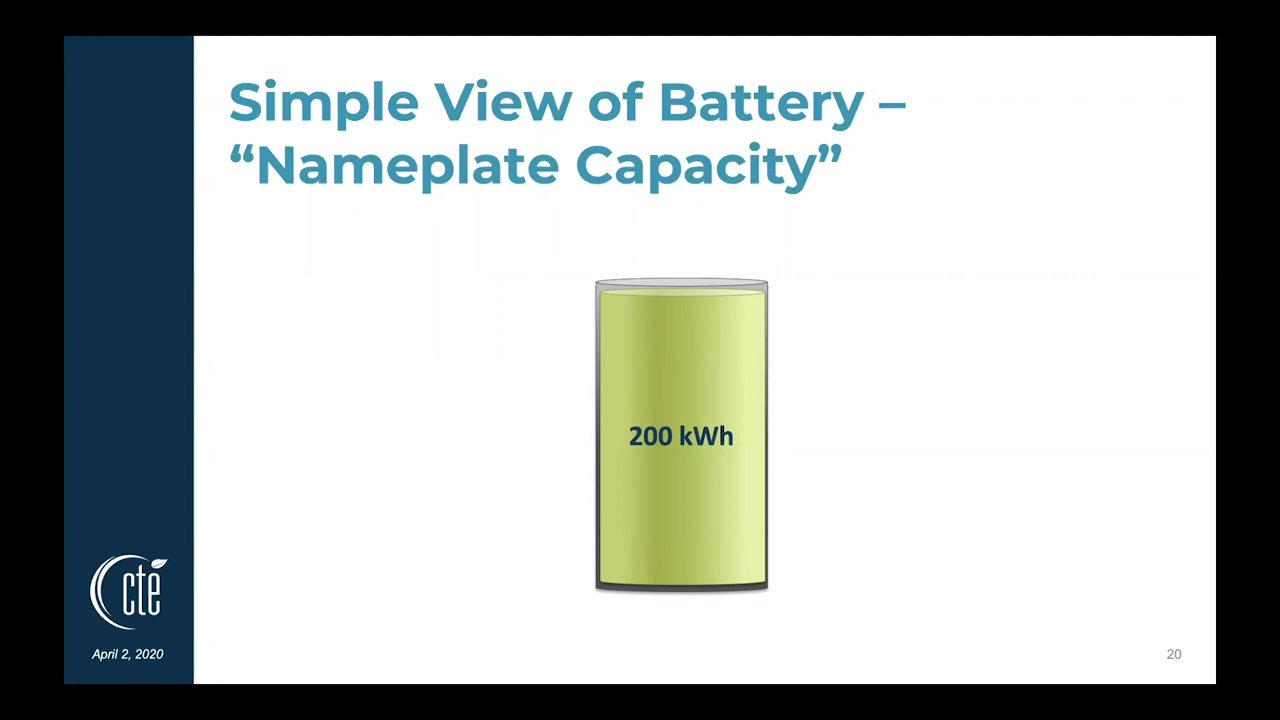 Simple View of Battery –
“Nameplate Capacity”
200 kWh
cte
April 2, 2020
20